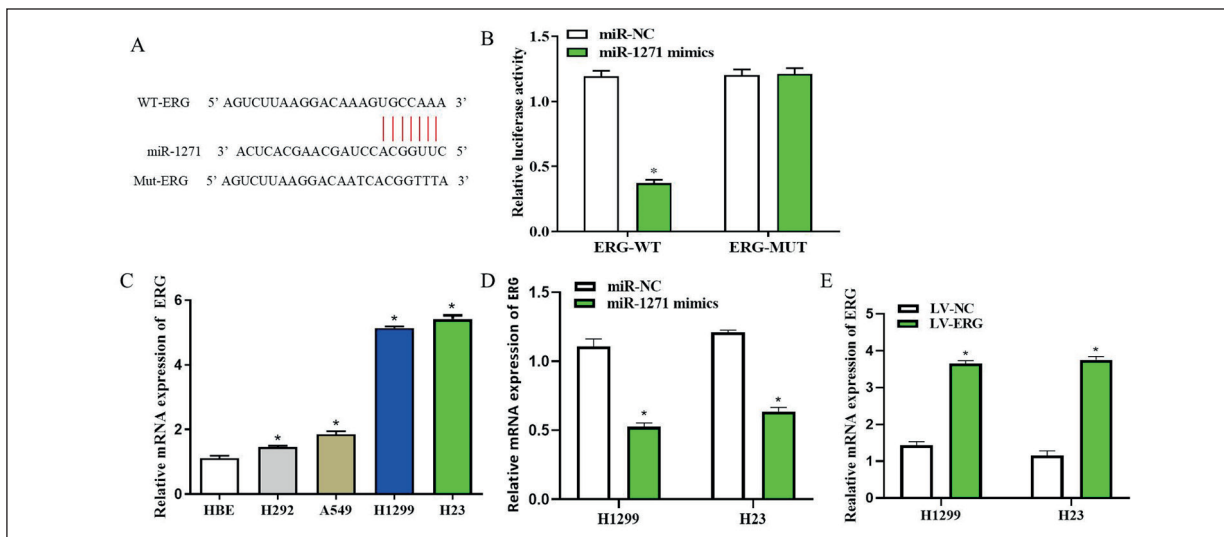 A
WT-ERG 5’ AGUCUUAAGGACAAAGUGCCAAA 3’
miR-1271 3’ ACUCACGAACGAUCCACGGUUC 5’
Mut-ERG 5’ AGUCUUAAGGACAATCACGGTTTA 3’
B
miR-NC
miR-1271 mimics
Relative luciferase activity
1.5
1.0
0.5
0.0
*
ERG-WT ERG-MUT
C
Relative mRNA expression of ERG
8
6
4
2
0
* * * *
HBE H292 A549 H1299 H23
D
miR-NC
miR-1271 mimics
Relative mRNA expression of ERG
1.5
1.0
0.5
0.0
* *
H1299 H23
E
LV-NC
LV-ERG
Realative mRNA expression of ERG
5
4
3
2
1
0
* *
H1299 H23